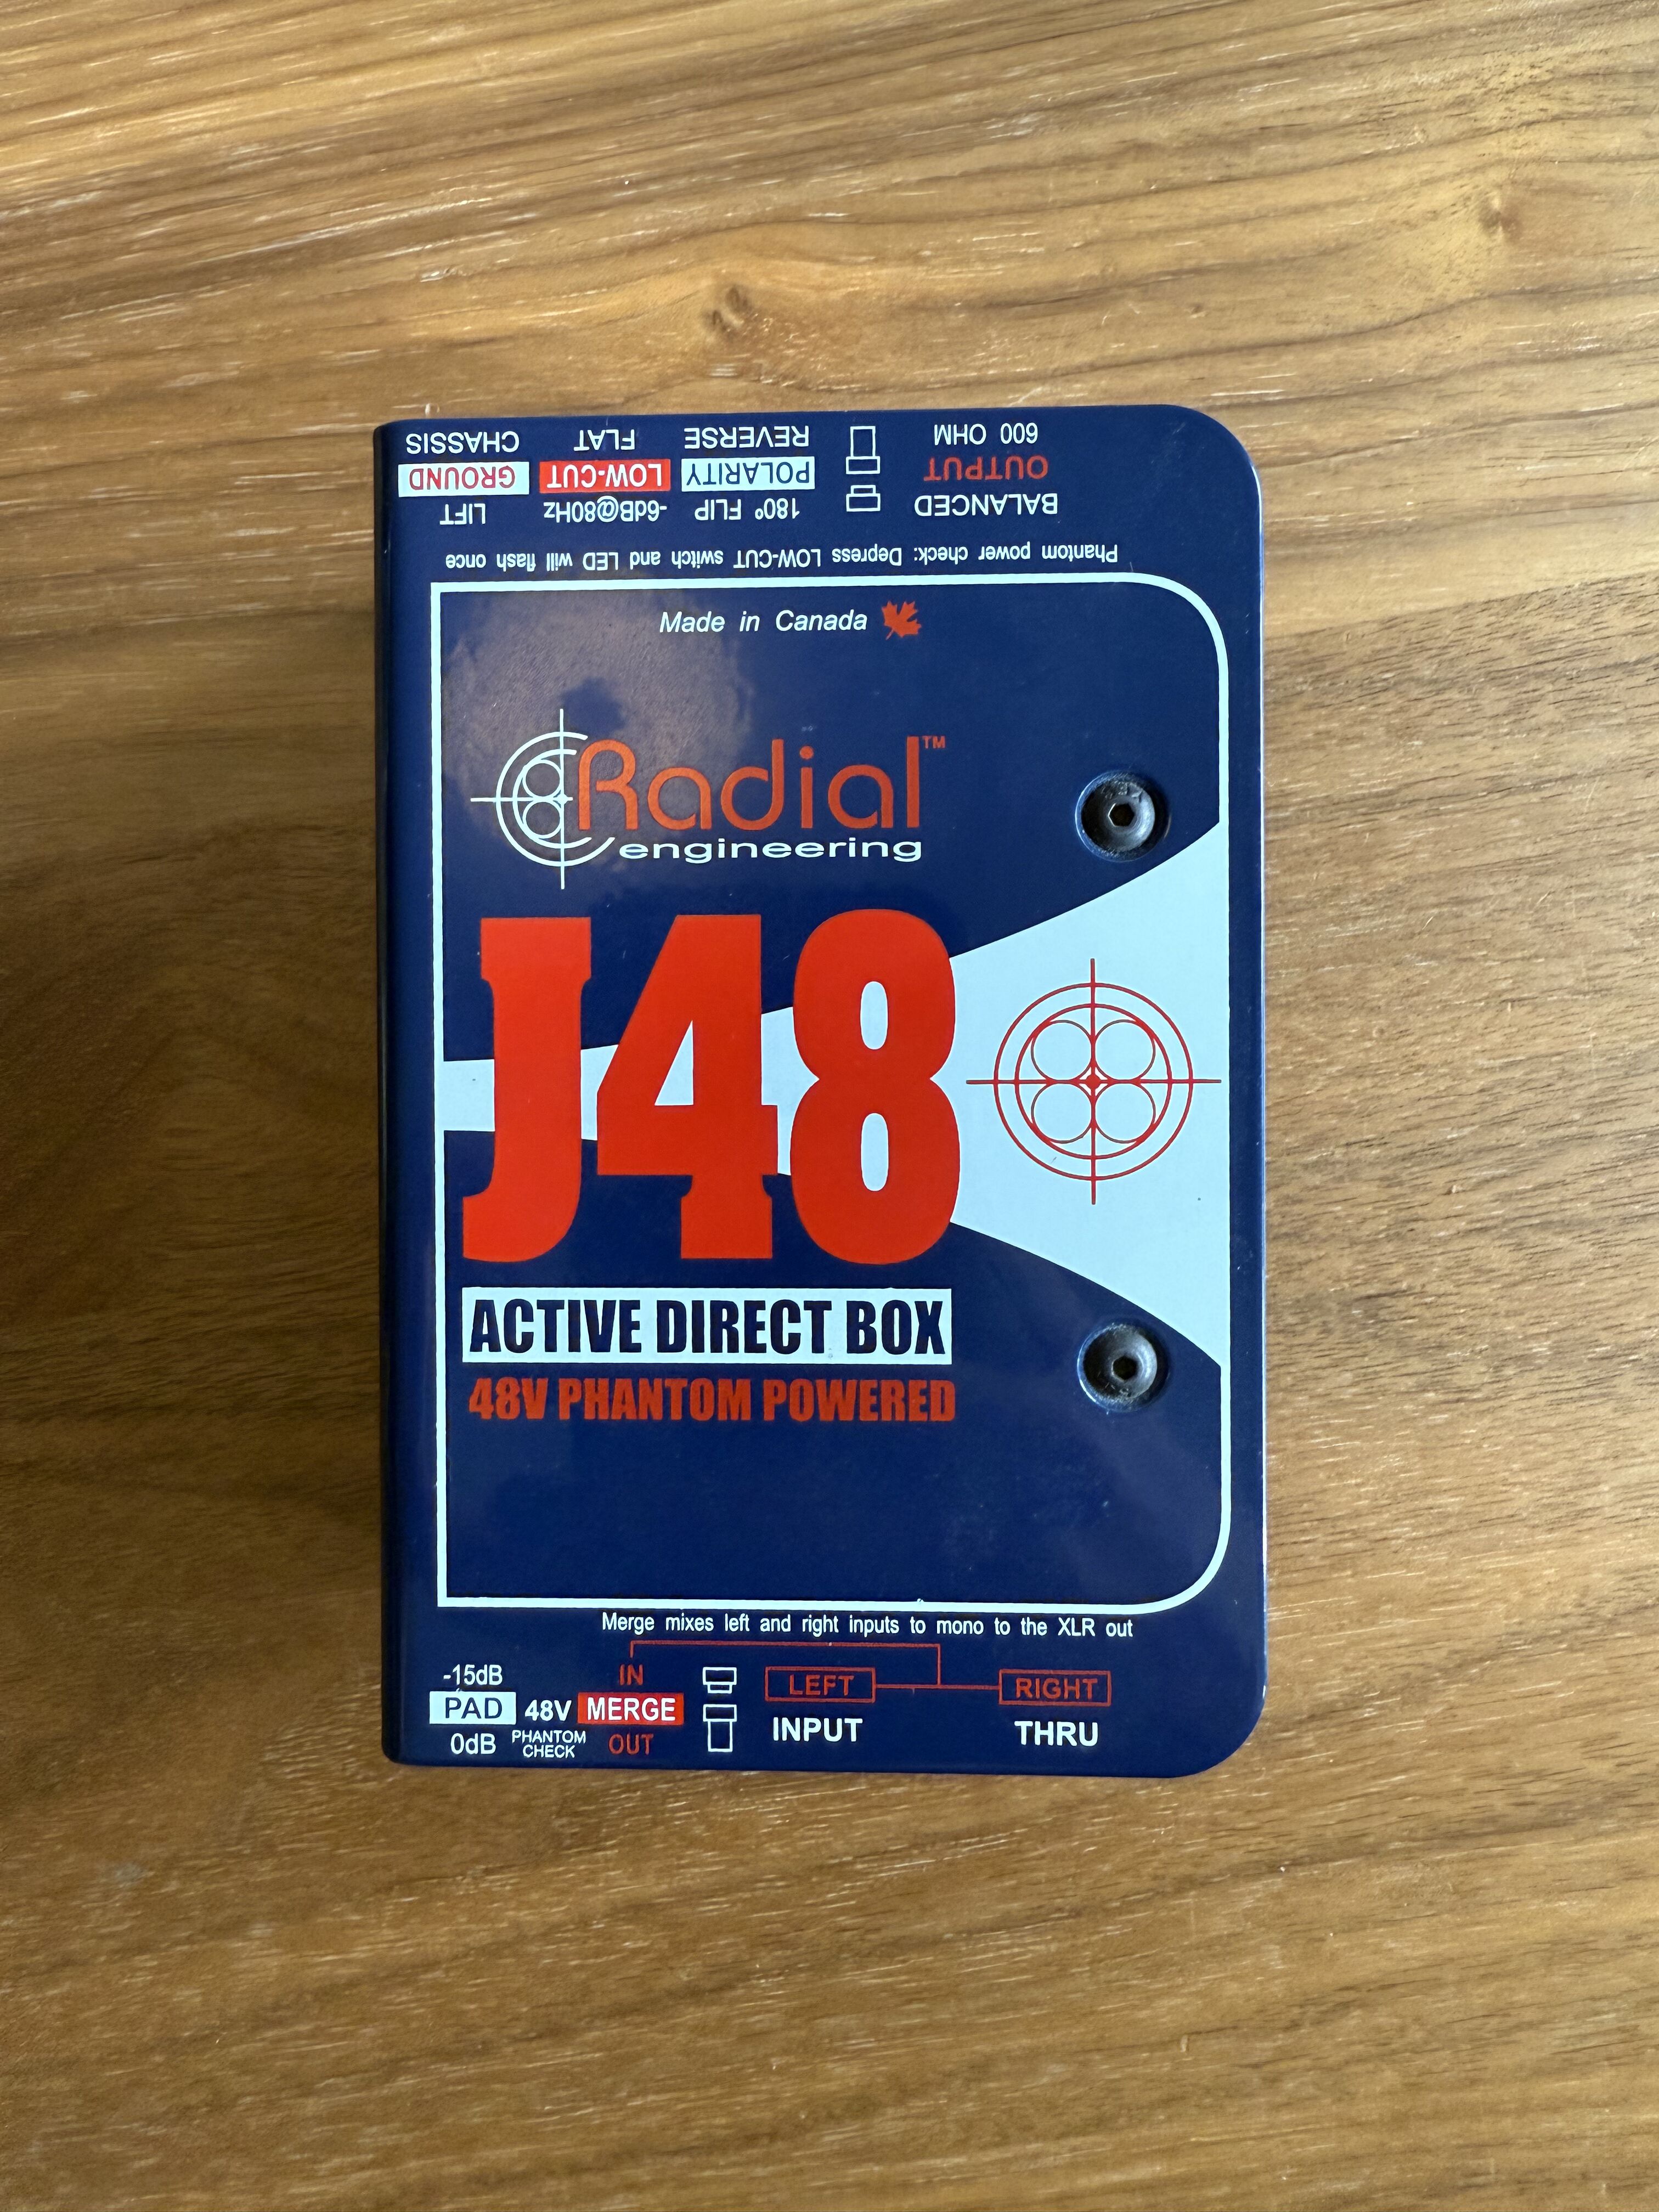 CHASSIS FLAT REVERSE 600 OHM
GROUND LOW-CUT POLARITY OUTPUT
LIFT -6dB@80Hz 180° FLIP BALANCED
Phantom power check: Depress LOW-CUT switch and LED will flash once
Made in Canada
Radial™
engineering
J48
ACTIVE DIRECT BOX
48V PHANTOM POWERED
Merge mixes left and right inputs to mono to the XLR out
-15dB IN LEFT RIGHT
PAD 48V MERGE INPUT THRU
0dB PHANTOM CHECK OUT